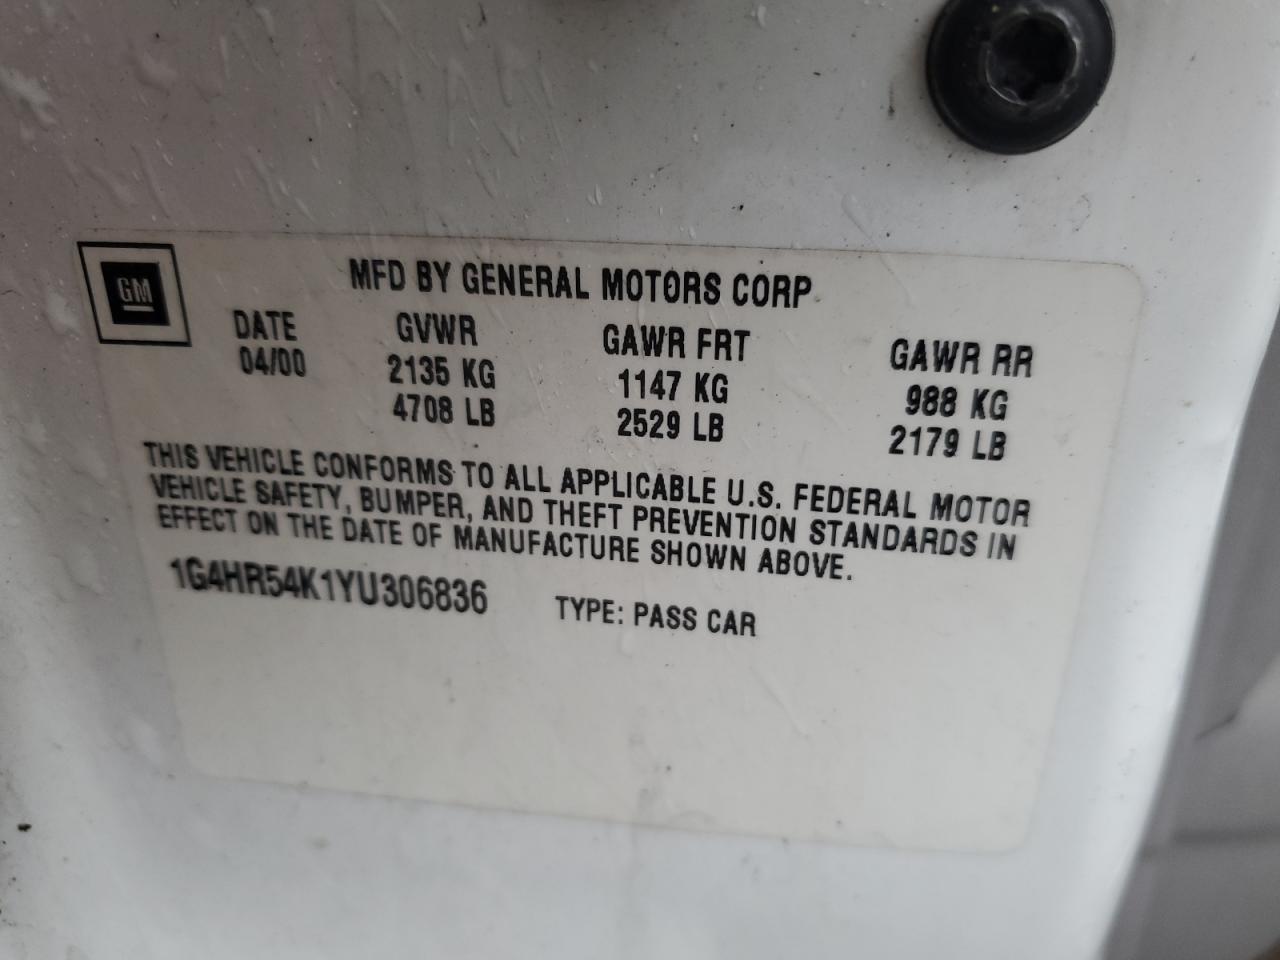 GM
MFD BY GENERAL MOTORS CORP
DATE GVWR GAWR FRT GAWR RR
04/00 2135 KG 1147 KG 988 KG
4708 LB 2529 LB 2179 LB
THIS VEHICLE CONFORMS TO ALL APPLICABLE U.S. FEDERAL MOTOR
VEHICLE SAFETY, BUMPER, AND THEFT PREVENTION STANDARDS IN
EFFECT ON THE DATE OF MANUFACTURE SHOWN ABOVE.
1G4HR54K1YU306836 TYPE: PASS CAR